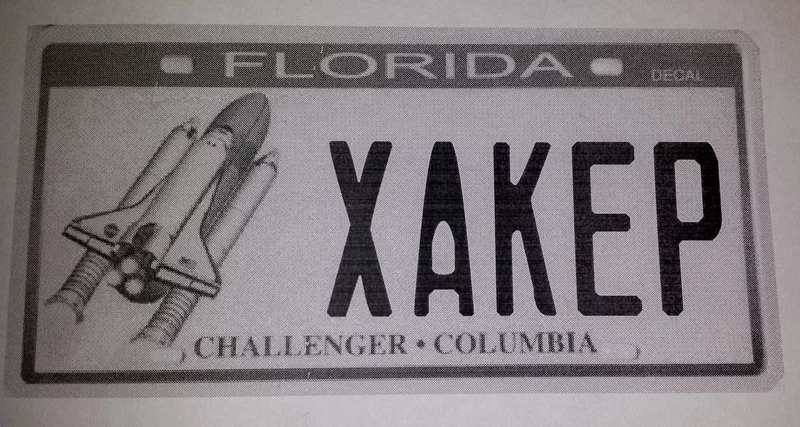 FLORIDA
DECAL
XAKEP
CHALLENGER • COLUMBIA